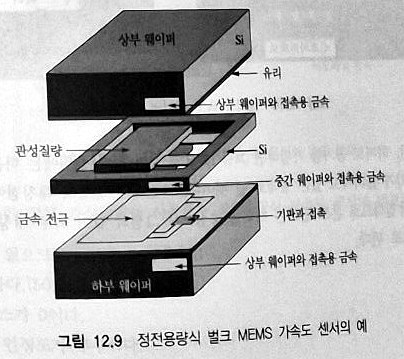 상부 웨이퍼
Si
유리
상부 웨이퍼와 접촉용 금속
관성질량
Si
중간 웨이퍼와 접촉용 금속
금속 전극
기판과 접촉
상부 웨이퍼와 접촉용 금속
하부 웨이퍼
그림 12.9 정전용량식 벌크 MEMS 가속도 센서의 예